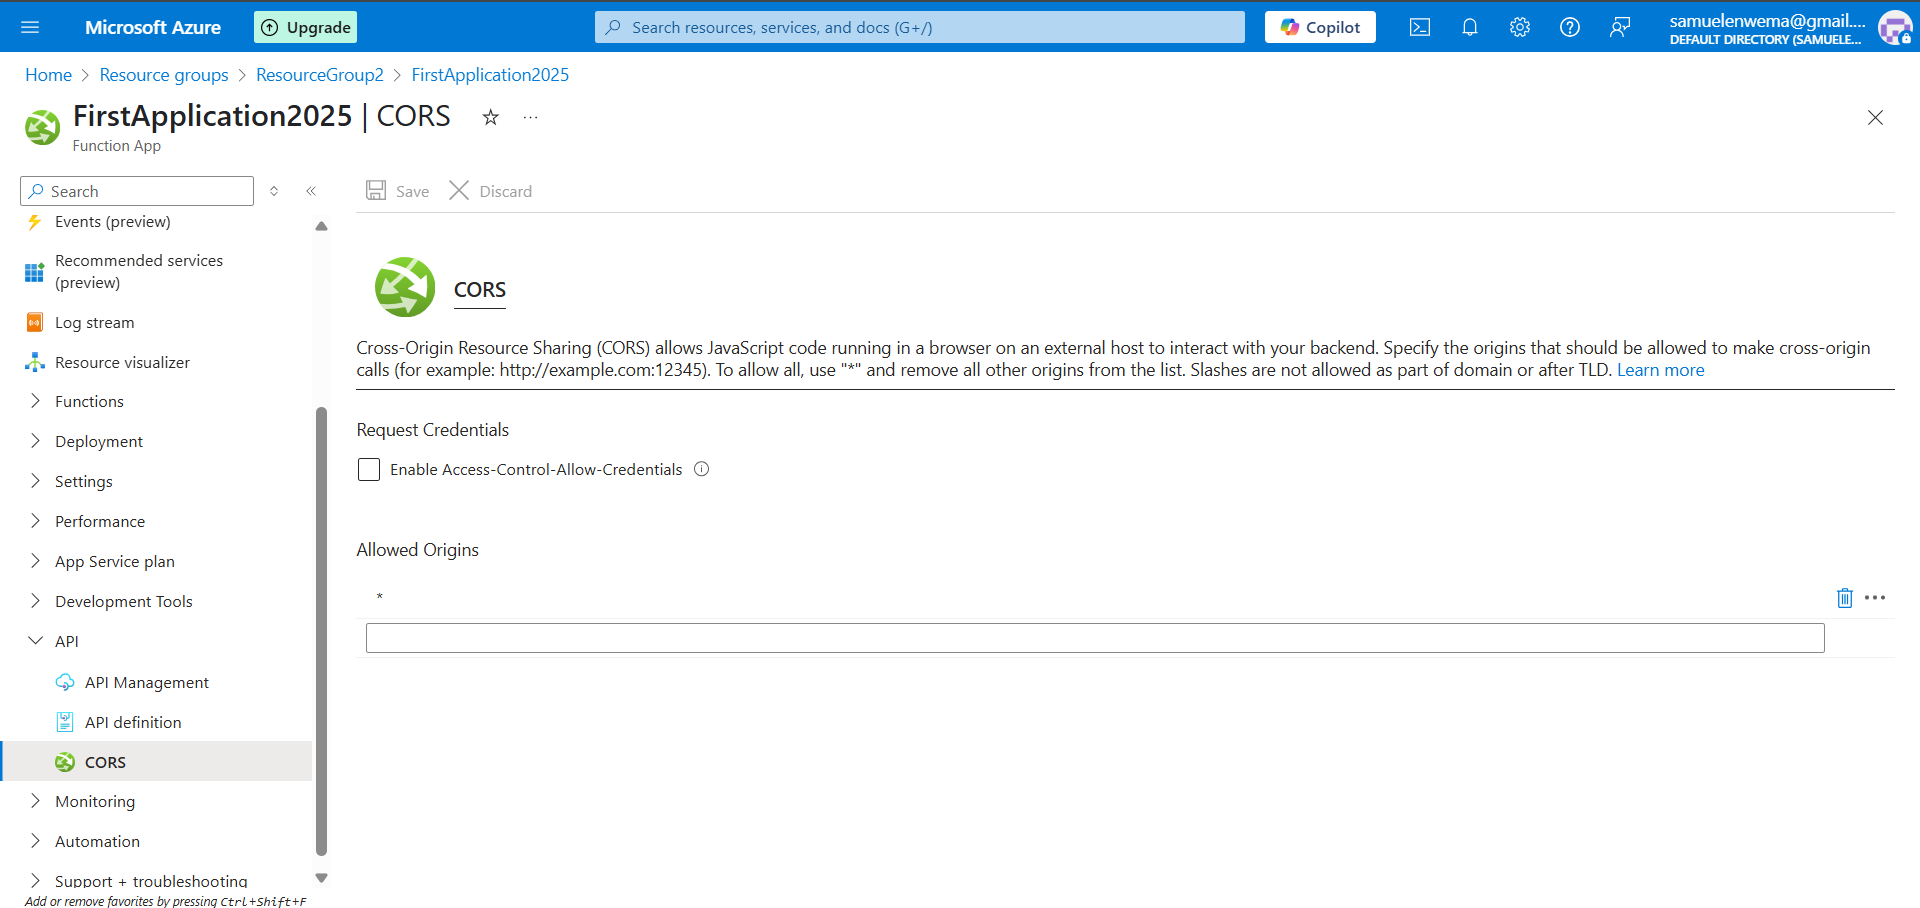 Microsoft Azure
Upgrade
Search resources, services, and docs (G+/)
Copilot
samuelenwema@gmail....
DEFAULT DIRECTORY (SAMUELE...
Home > Resource groups > ResourceGroup2 > FirstApplication2025
FirstApplication2025 | CORS
Function App
Search
Events (preview)
Recommended services
(preview)
Log stream
Resource visualizer
Functions
Deployment
Settings
Performance
App Service plan
Development Tools
API
API Management
API definition
CORS
Monitoring
Automation
Support + troubleshooting
Add or remove favorites by pressing Ctrl+Shift+F
Save
Discard
CORS
Cross-Origin Resource Sharing (CORS) allows JavaScript code running in a browser on an external host to interact with your backend. Specify the origins that should be allowed to make cross-origin
calls (for example: http://example.com:12345). To allow all, use "*" and remove all other origins from the list. Slashes are not allowed as part of domain or after TLD. Learn more
Request Credentials
Enable Access-Control-Allow-Credentials
Allowed Origins
*